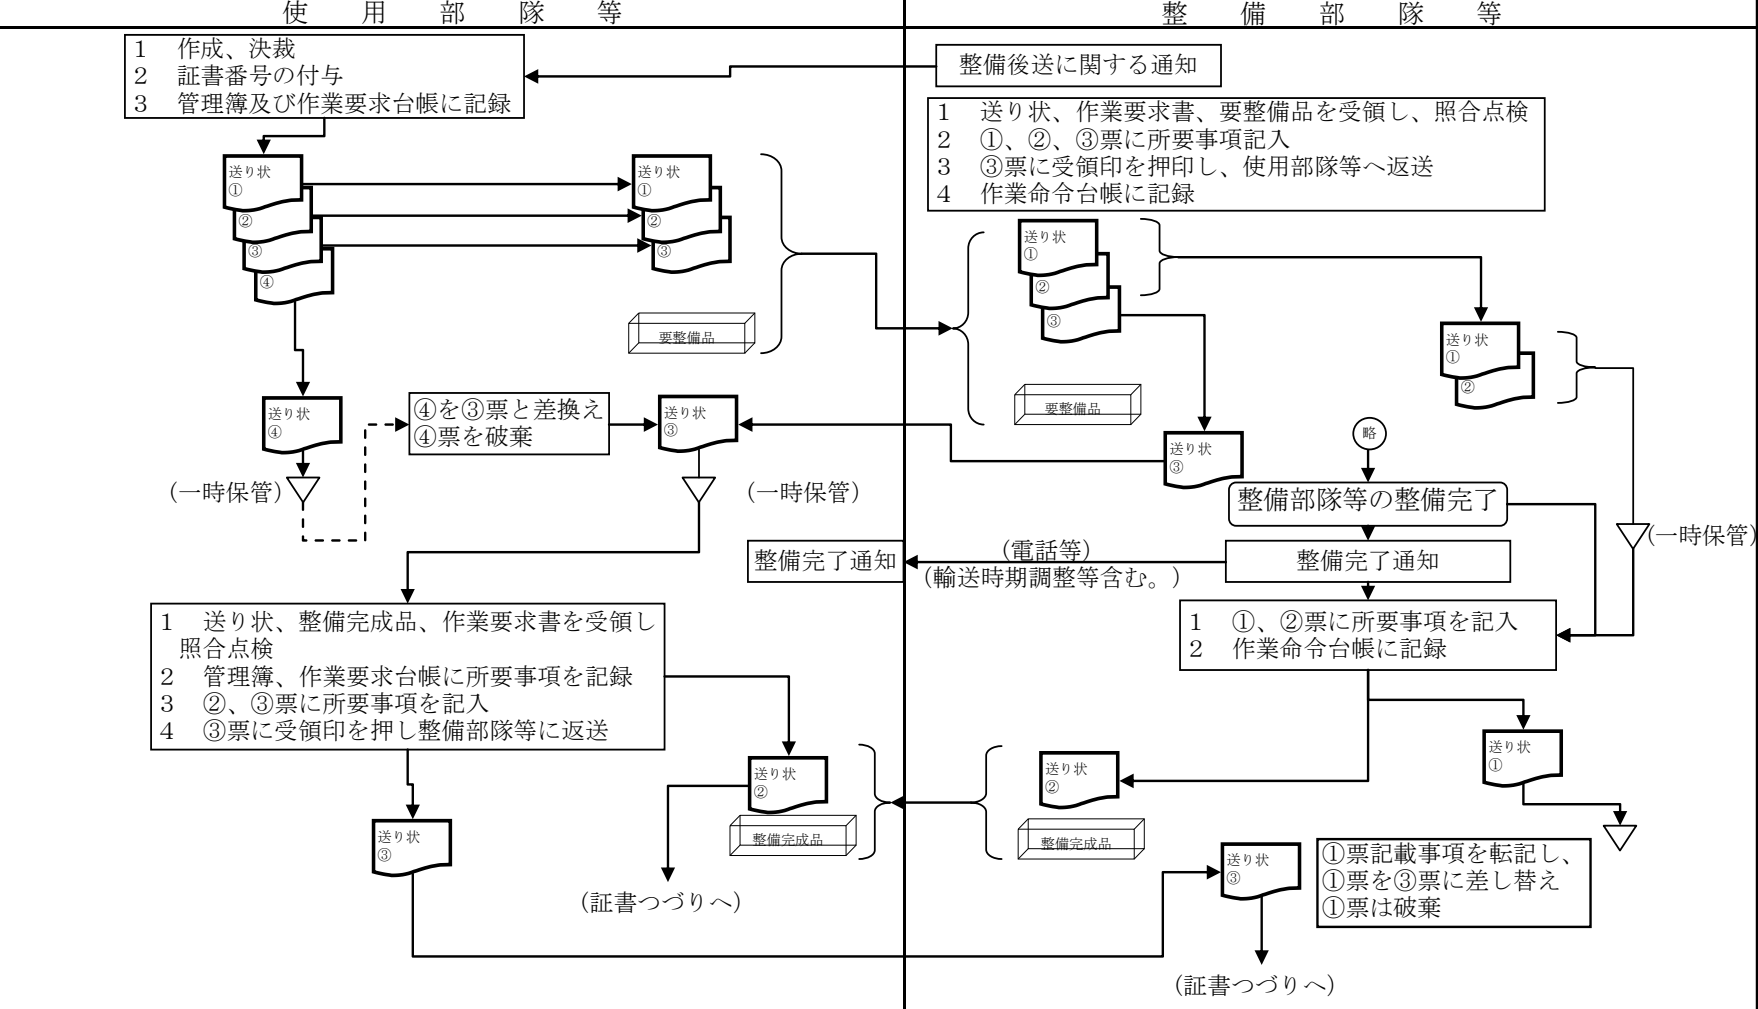 使用部隊等
整備部隊等
1 作成、決裁
2 証書番号の付与
3 管理簿及び作業要求台帳に記録
整備後送に関する通知
1 送り状、作業要求書、要整備品を受領し、照合点検
2 ①、②、③票に所要事項記入
3 ③票に受領印を押印し、使用部隊等へ返送
4 作業命令台帳に記録
送り状
①
②
③
④
送り状
①
②
③
要整備品
送り状
①
②
③
要整備品
送り状
①
②
送り状
④
④を③票と差換え
④票を破棄
送り状
③
送り状
③
略
(一時保管)
(一時保管)
整備部隊等の整備完了
(一時保管)
整備完了通知
(電話等)
(輸送時期調整等含む。)
整備完了通知
1 送り状、整備完成品、作業要求書を受領し
照合点検
2 管理簿、作業要求台帳に所要事項を記録
3 ②、③票に所要事項を記入
4 ③票に受領印を押し整備部隊等に返送
1 ①、②票に所要事項を記入
2 作業命令台帳に記録
送り状
②
整備完成品
送り状
②
整備完成品
送り状
①
送り状
③
(証書つづりへ)
送り状
③
①票記載事項を転記し、
①票を③票に差し替え
①票は破棄
(証書つづりへ)